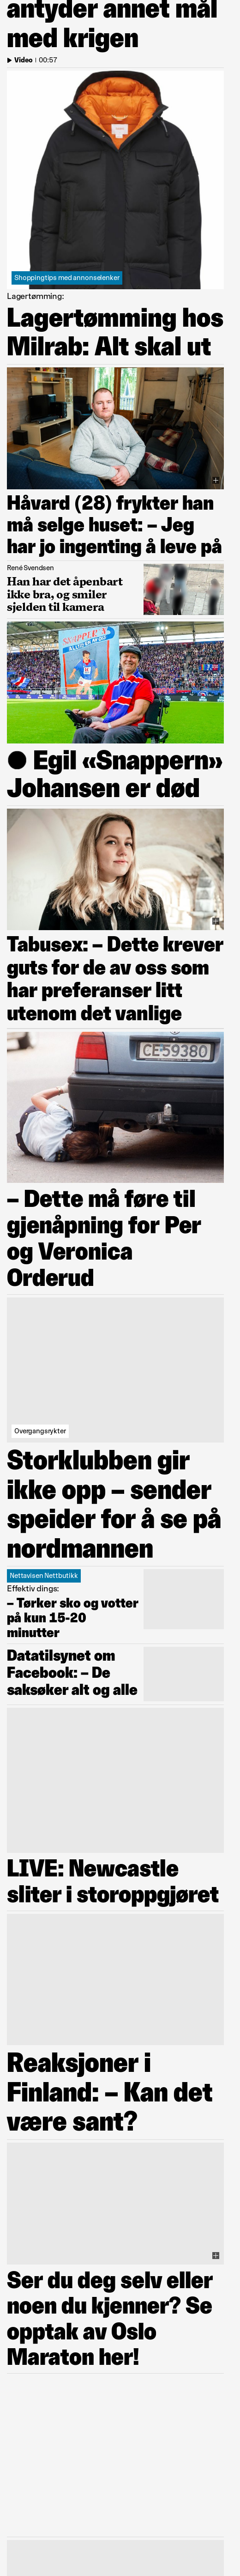 antyder annet mål
med krigen
Video | 00:57
Shoppingtips med annonselenker
Lagertømming:
Lagertømming hos
Milrab: Alt skal ut
Håvard (28) frykter han
må selge huset: – Jeg
har jo ingenting å leve på
René Svendsen
Han har det åpenbart
ikke bra, og smiler
sjelden til kamera
SNAPPER'N
● Egil «Snappern»
Johansen er død
Tabusex: – Dette krever
guts for de av oss som
har preferanser litt
utenom det vanlige
CE59380
– Dette må føre til
gjenåpning for Per
og Veronica
Orderud
Overgangsrykter
Storklubben gir
ikke opp – sender
speider for å se på
nordmannen
Nettavisen Nettbutikk
Effektiv dings:
– Tørker sko og votter
på kun 15-20
minutter
Datatilsynet om
Facebook: – De
saksøker alt og alle
LIVE: Newcastle
sliter i storoppgjøret
Reaksjoner i
Finland: – Kan det
være sant?
Ser du deg selv eller
noen du kjenner? Se
opptak av Oslo
Maraton her!